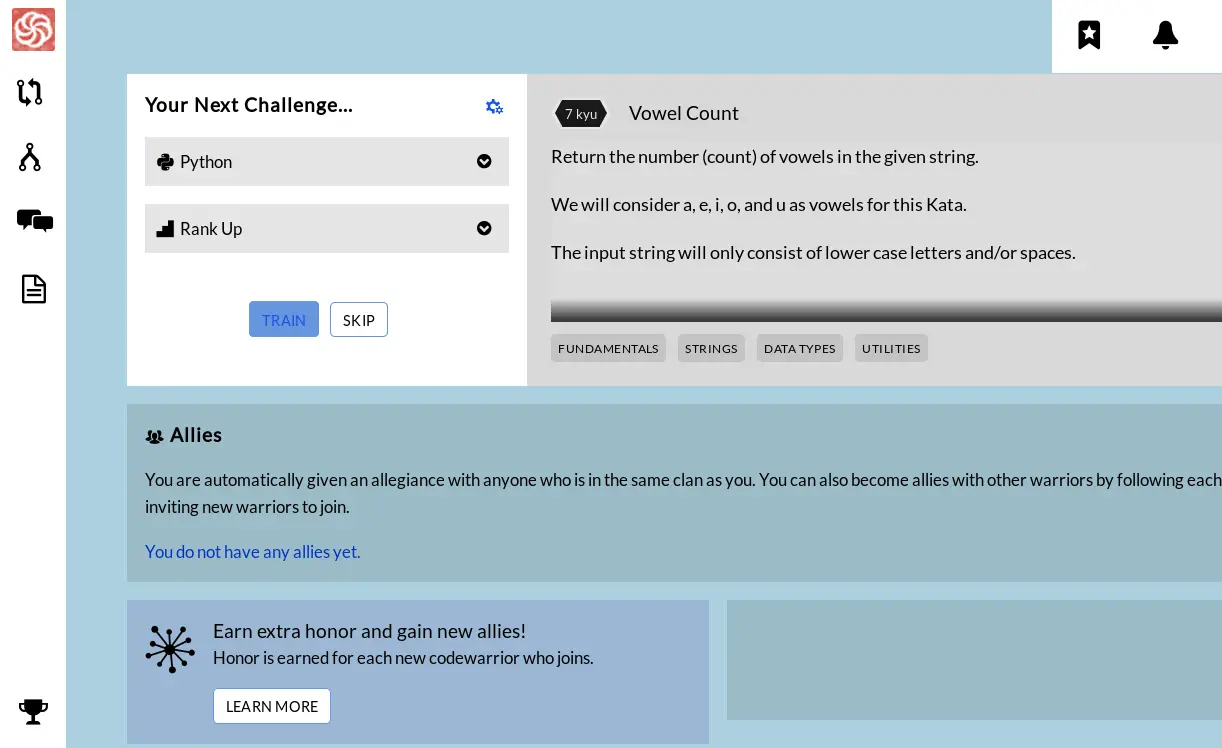 Your Next Challenge...
Python
Rank Up
TRAIN
SKIP
7 kyu
Vowel Count
Return the number (count) of vowels in the given string.
We will consider a, e, i, o, and u as vowels for this Kata.
The input string will only consist of lower case letters and/or spaces.
FUNDAMENTALS
STRINGS
DATA TYPES
UTILITIES
Allies
You are automatically given an allegiance with anyone who is in the same clan as you. You can also become allies with other warriors by following each
inviting new warriors to join.
You do not have any allies yet.
Earn extra honor and gain new allies!
Honor is earned for each new codewarrior who joins.
LEARN MORE